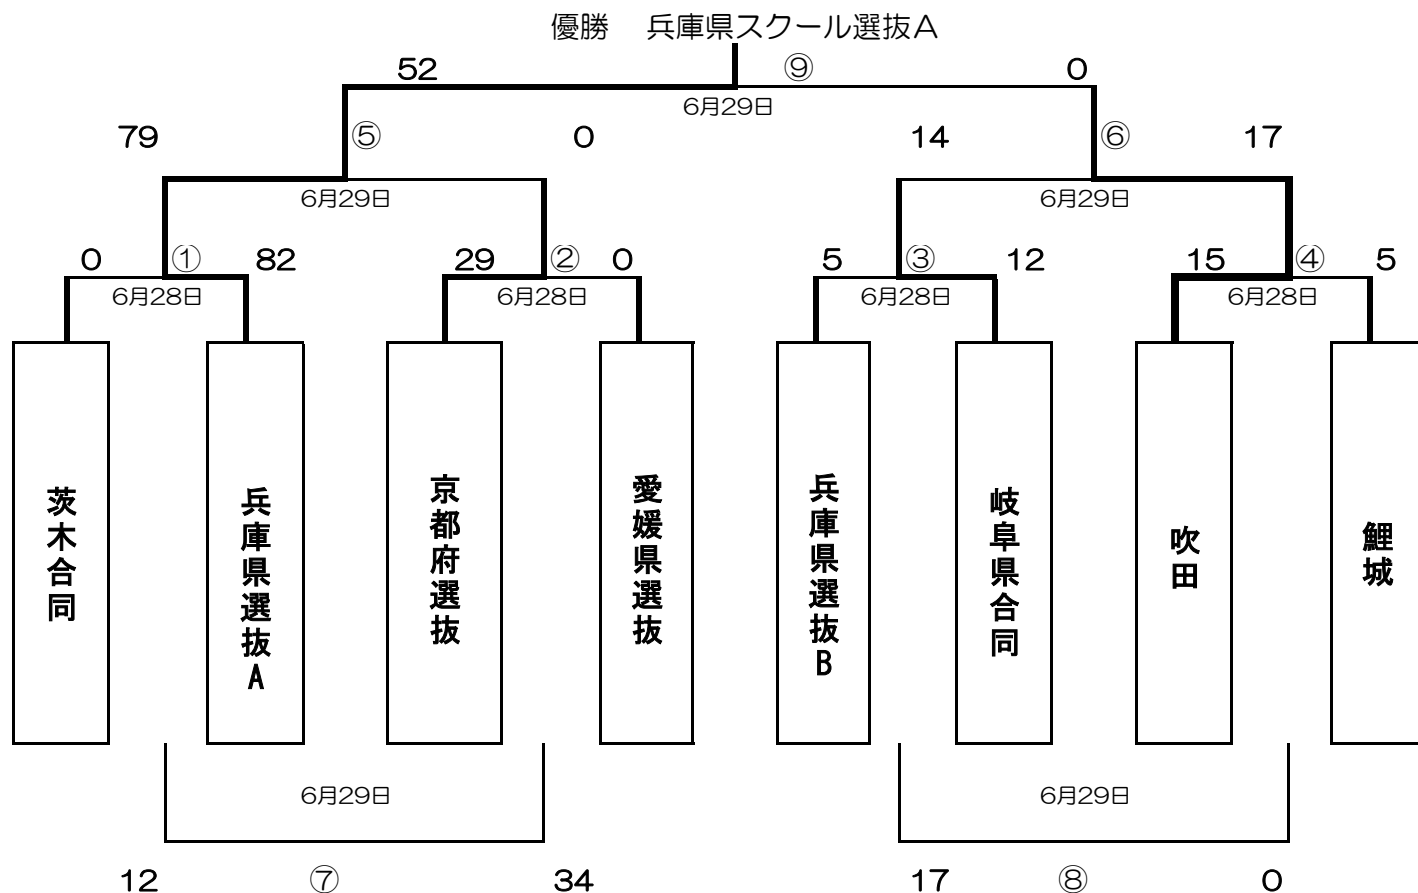 優勝　兵庫県スクール選抜A
52 ⑨ 0
6月29日
79 ⑤ 0 14 ⑥ 17
6月29日 6月29日
0 ① 82 29 ② 0 5 ③ 12 15 ④ 5
6月28日 6月28日 6月28日 6月28日
茨木合同
兵庫県選抜A
京都府選抜
愛媛県選抜
兵庫県選抜B
岐阜県合同
吹田
鯉城
6月29日 6月29日
12 ⑦ 34 17 ⑧ 0